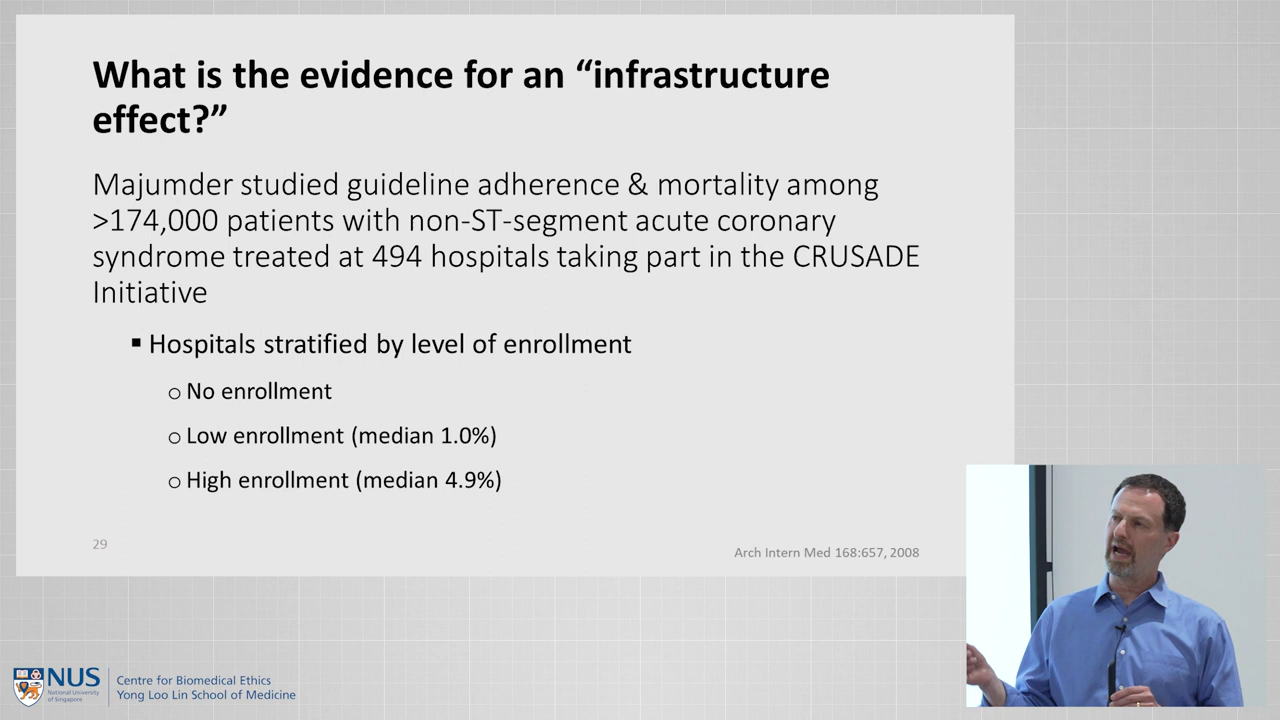 What is the evidence for an “infrastructure
effect?”
Majumder studied guideline adherence & mortality among
>174,000 patients with non-ST-segment acute coronary
syndrome treated at 494 hospitals taking part in the CRUSADE
Initiative
▪ Hospitals stratified by level of enrollment
o No enrollment
o Low enrollment (median 1.0%)
o High enrollment (median 4.9%)
29
Arch Intern Med 168:657, 2008
NUS
National University
of Singapore
Centre for Biomedical Ethics
Yong Loo Lin School of Medicine